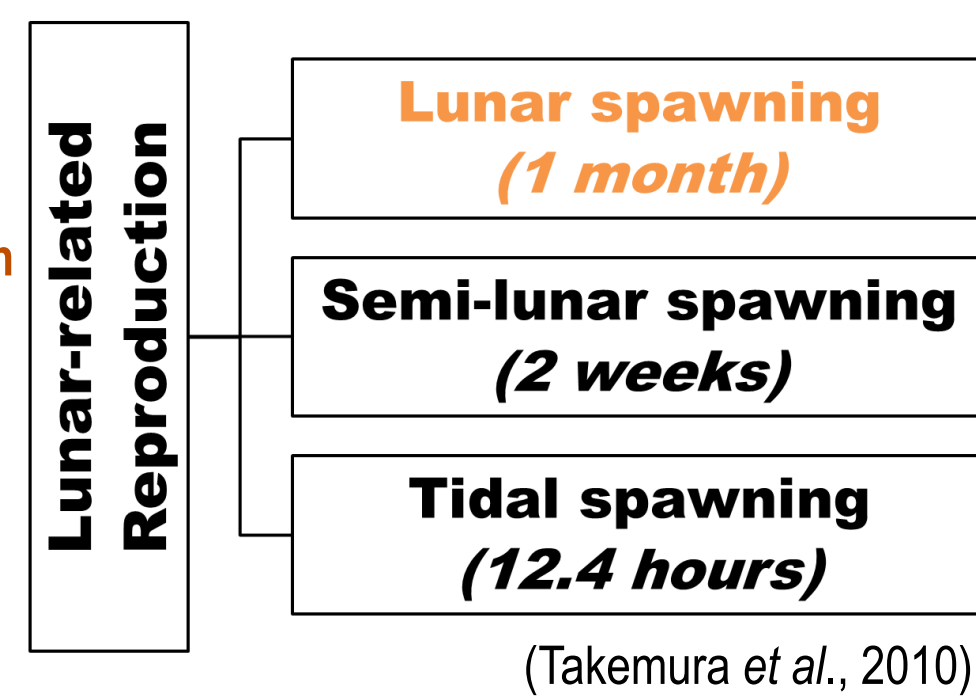 Lunar-related
Reproduction
Lunar spawning
(1 month)
Semi-lunar spawning
(2 weeks)
Tidal spawning
(12.4 hours)
(Takemura et al., 2010)